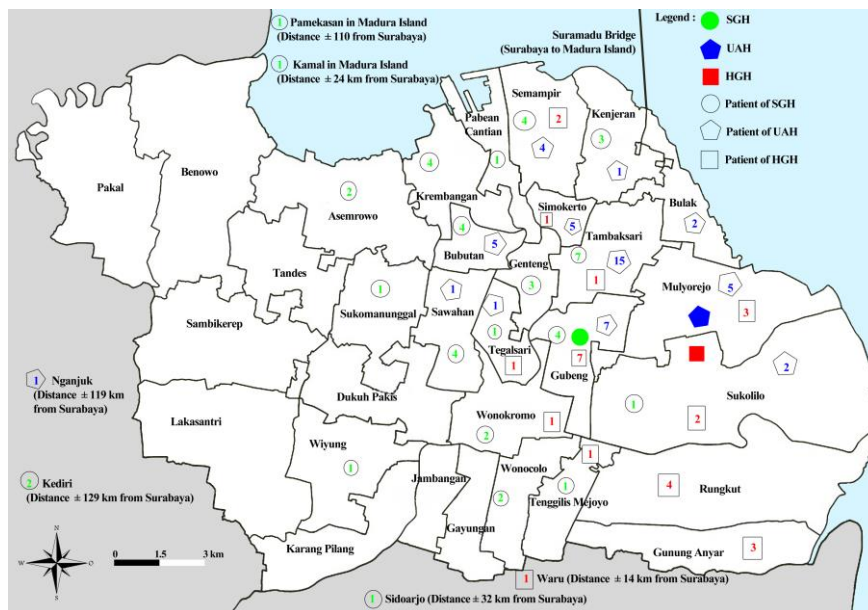 1 Pamekasan in Madura Island
(Distance ± 110 from Surabaya)
1 Kamal in Madura Island
(Distance ± 24 km from Surabaya)
Suramadu Bridge
(Surabaya to Madura Island)
Legend :
SGH
UAH
HGH
Patient of SGH
Patient of UAH
Patient of HGH
Semampir
4
2
4
Kenjeran
3
1
Pabean
Cantian
1
Pakal
Benowo
4
Krembangan
2
Asemrowo
Simokerto
1
5
Bulak
2
4
5
Bubutan
Tambaksari
7
15
1
Genteng
3
Tandes
1
Sukomanunggal
1
Sawahan
4
1
1
Tegalsari
1
Mulyorejo
5
3
4
7
7
Gubeng
Sambikerep
1 Nganjuk
(Distance ± 119 km
from Surabaya)
Dukuh Pakis
2
Sukolilo
1
2
Lakasantri
Wonokromo
1
2
Wiyung
1
Jambangan
Wonocolo
2
1
1
Tenggilis Mejoyo
4
Rungkut
2 Kediri
(Distance ± 129 km from Surabaya)
Gayungan
Karang Pilang
Gunung Anyar
3
N
W
O
S
0
1.5
3 km
1 Waru (Distance ± 14 km from Surabaya)
1 Sidoarjo (Distance ± 32 km from Surabaya)